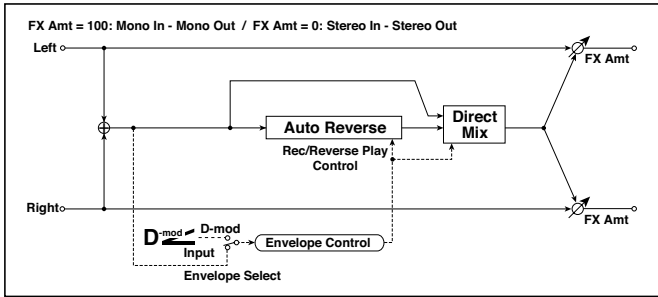 FX Amt = 100: Mono In - Mono Out / FX Amt = 0: Stereo In - Stereo Out
Left
FX Amt
Auto Reverse
Direct
Mix
Rec/Reverse Play
Control
Right
FX Amt
D-mod
D-mod
Input
Envelope Control
Envelope Select